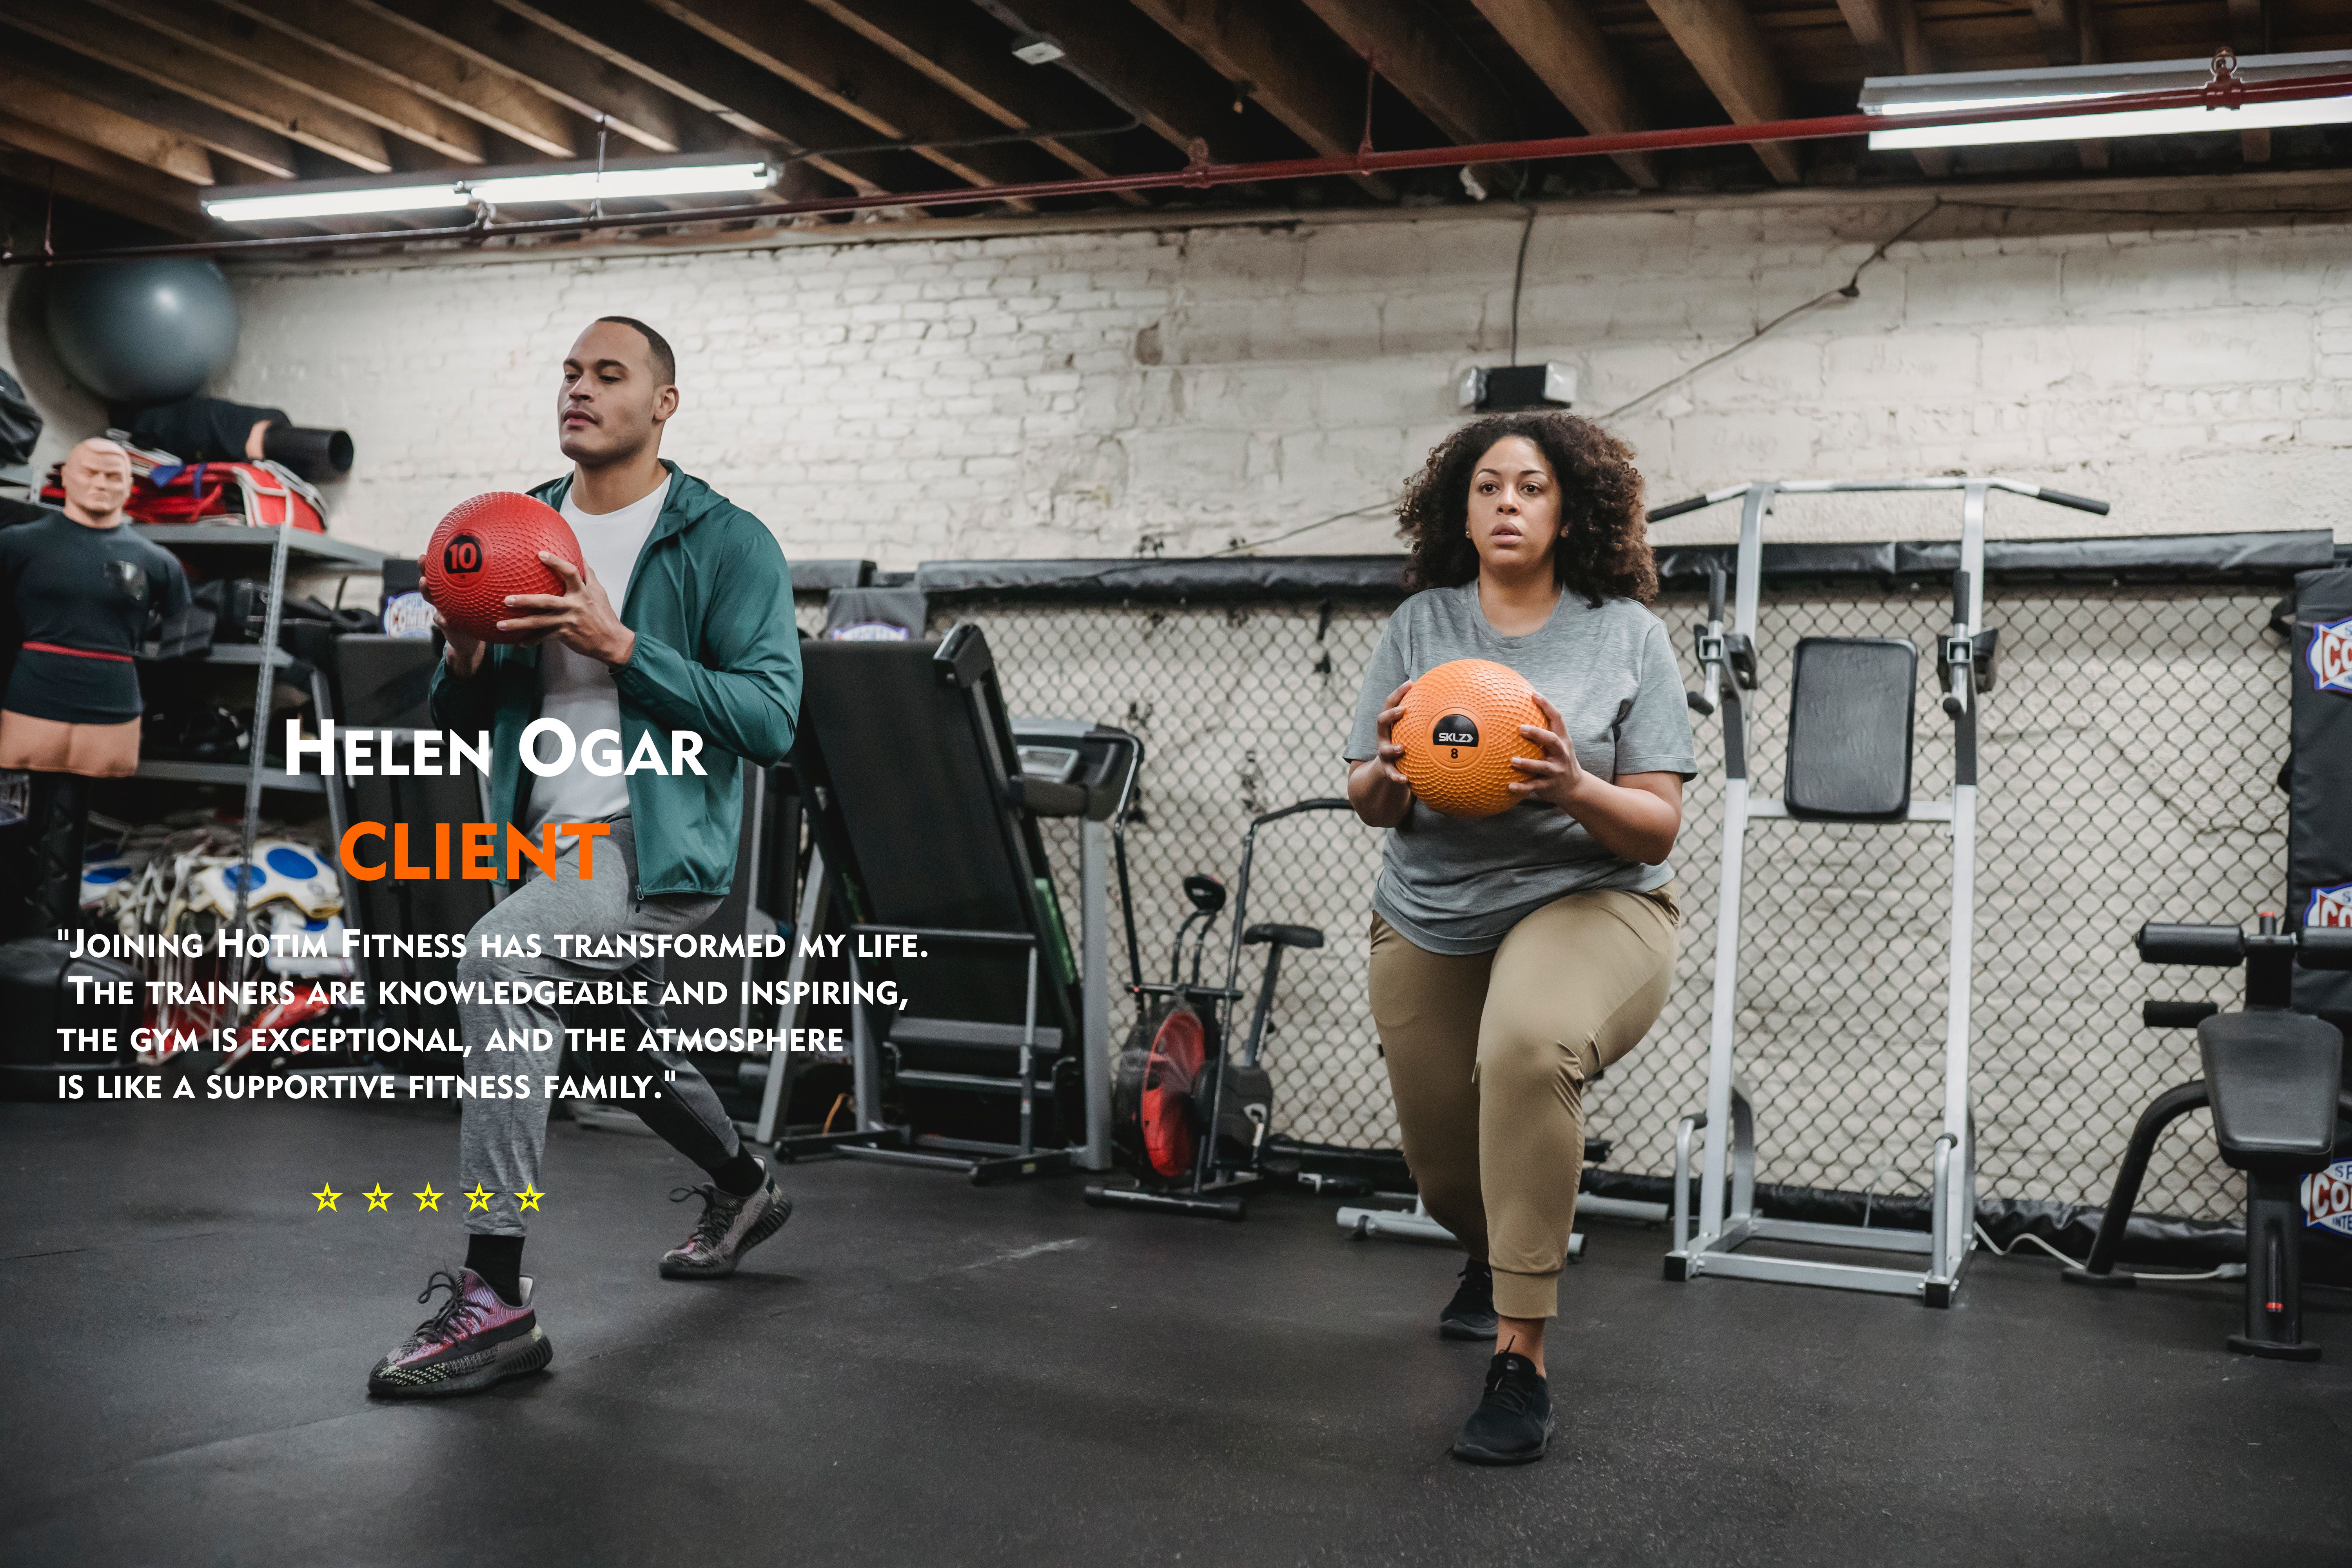 10
Helen Ogar
CLIENT
"Joining Hotim Fitness has transformed my life.
The trainers are knowledgeable and inspiring,
the gym is exceptional, and the atmosphere
is like a supportive fitness family."
SKLZ
8